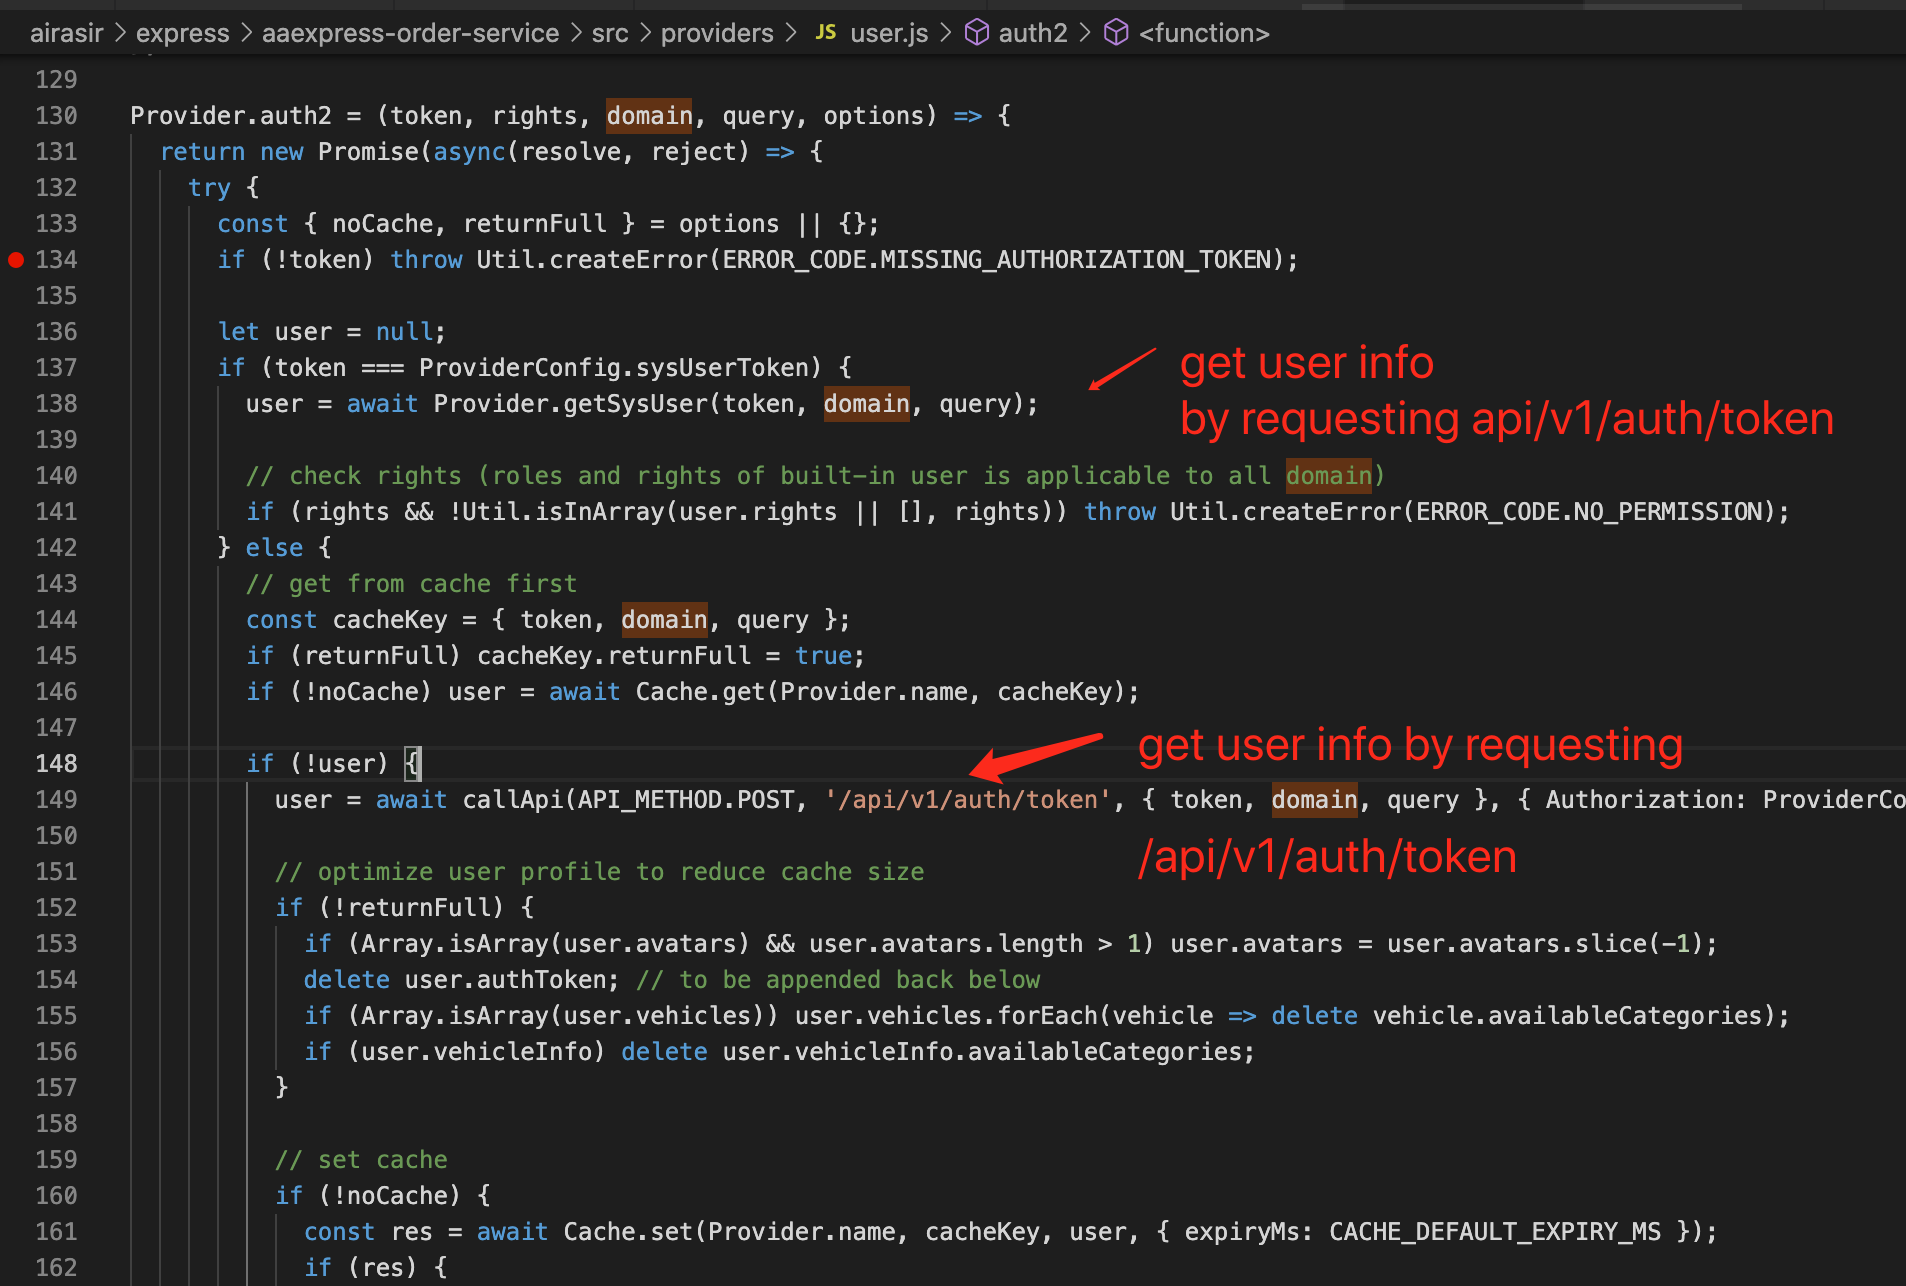 airasir > express > aaexpress-order-service > src > providers > JS user.js > auth2 > <function>
129
130 Provider.auth2 = (token, rights, domain, query, options) => {
131 return new Promise(async(resolve, reject) => {
132 try {
133 const { noCache, returnFull } = options || {};
134 if (!token) throw Util.createError(ERROR_CODE.MISSING_AUTHORIZATION_TOKEN);
135
136 let user = null;
137 if (token === ProviderConfig.sysUserToken) {
get user info
138 user = await Provider.getSysUser(token, domain, query);
by requesting api/v1/auth/token
139
140 // check rights (roles and rights of built-in user is applicable to all domain)
141 if (rights && !Util.isInArray(user.rights || [], rights)) throw Util.createError(ERROR_CODE.NO_PERMISSION);
142 } else {
143 // get from cache first
144 const cacheKey = { token, domain, query };
145 if (returnFull) cacheKey.returnFull = true;
146 if (!noCache) user = await Cache.get(Provider.name, cacheKey);
147
get user info by requesting
148 if (!user) {
149 user = await callApi(API_METHOD.POST, '/api/v1/auth/token', { token, domain, query }, { Authorization: ProviderCo
150
/api/v1/auth/token
151 // optimize user profile to reduce cache size
152 if (!returnFull) {
153 if (Array.isArray(user.avatars) && user.avatars.length > 1) user.avatars = user.avatars.slice(-1);
154 delete user.authToken; // to be appended back below
155 if (Array.isArray(user.vehicles)) user.vehicles.forEach(vehicle => delete vehicle.availableCategories);
156 if (user.vehicleInfo) delete user.vehicleInfo.availableCategories;
157 }
158
159 // set cache
160 if (!noCache) {
161 const res = await Cache.set(Provider.name, cacheKey, user, { expiryMs: CACHE_DEFAULT_EXPIRY_MS });
162 if (res) {